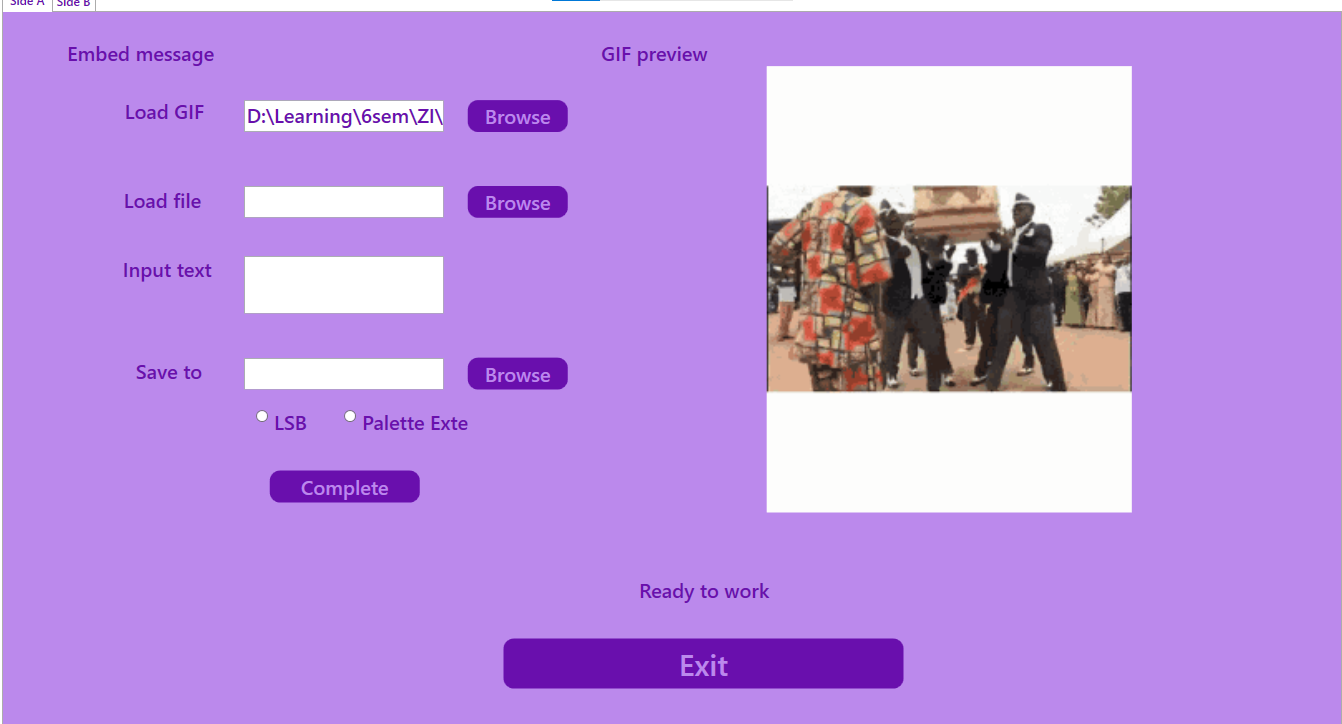 Side A Side B
Embed message
GIF preview
Load GIF D:\Learning\6sem\ZI\ Browse
Load file Browse
Input text
Save to Browse
LSB Palette Exte
Complete
Ready to work
Exit